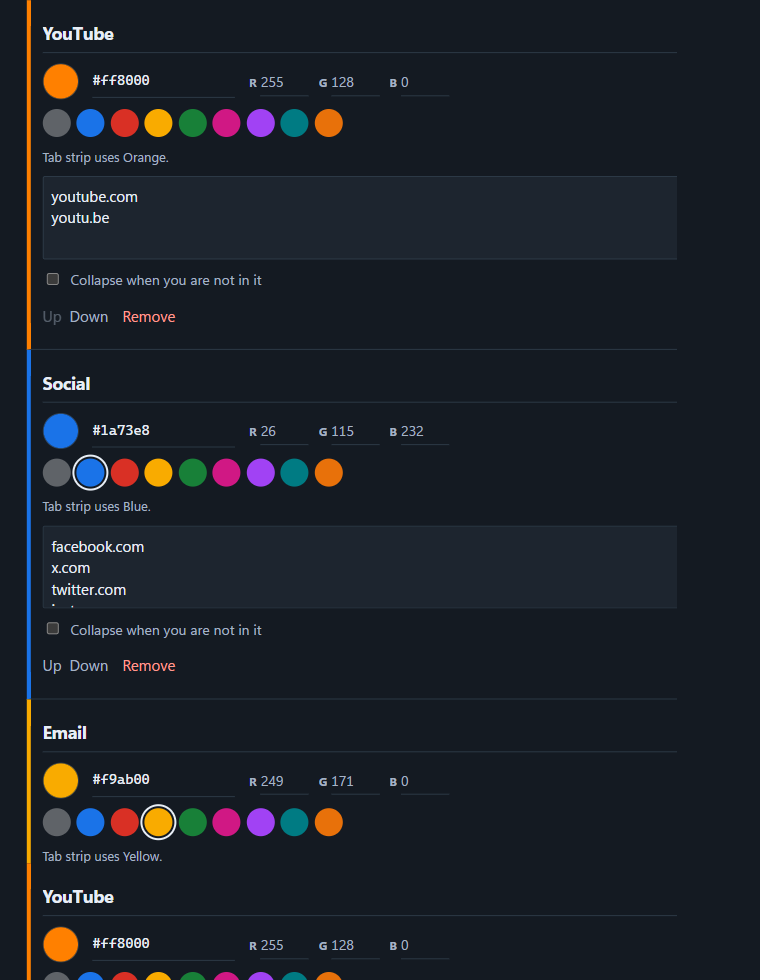 YouTube
#ff8000 R 255 G 128 B 0
Tab strip uses Orange.
youtube.com
youtu.be
Collapse when you are not in it
Up Down Remove
Social
#1a73e8 R 26 G 115 B 232
Tab strip uses Blue.
facebook.com
x.com
twitter.com
Collapse when you are not in it
Up Down Remove
Email
#f9ab00 R 249 G 171 B 0
Tab strip uses Yellow.
YouTube
#ff8000 R 255 G 128 B 0